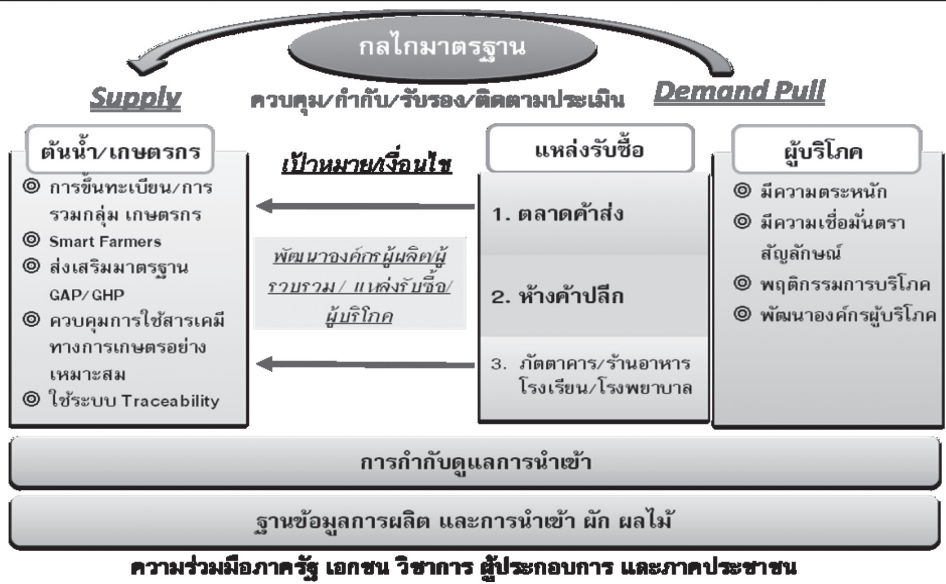 กลไกมาตรฐาน
Supply
ควบคุม/กำกับ/รับรอง/ติดตามประเมิน
Demand Pull
ต้นน้ำ/เกษตรกร
◎ การขึ้นทะเบียน/การ
รวมกลุ่ม เกษตรกร
◎ Smart Farmers
◎ ส่งเสริมมาตรฐาน
GAP/GHP
◎ ควบคุมการใช้สารเคมี
ทางการเกษตรอย่าง
เหมาะสม
◎ ใช้ระบบ Traceability
เป้าหมาย/เงื่อนไข
พัฒนาองค์กรผู้ผลิต/ผู้
รวบรวม / แหล่งรับซื้อ/
ผู้บริโภค
แหล่งรับซื้อ
1. ตลาดค้าส่ง
2. ห้างค้าปลีก
3. ภัตตาคาร/ร้านอาหาร
โรงเรียน/โรงพยาบาล
ผู้บริโภค
◎ มีความตระหนัก
◎ มีความเชื่อมั่นตรา
สัญลักษณ์
◎ พฤติกรรมการบริโภค
◎ พัฒนาองค์กรผู้บริโภค
การกำกับดูแลการนำเข้า
ฐานข้อมูลการผลิต และการนำเข้า ผัก ผลไม้
ความร่วมมือภาครัฐ เอกชน วิชาการ ผู้ประกอบการ และภาคประชาชน